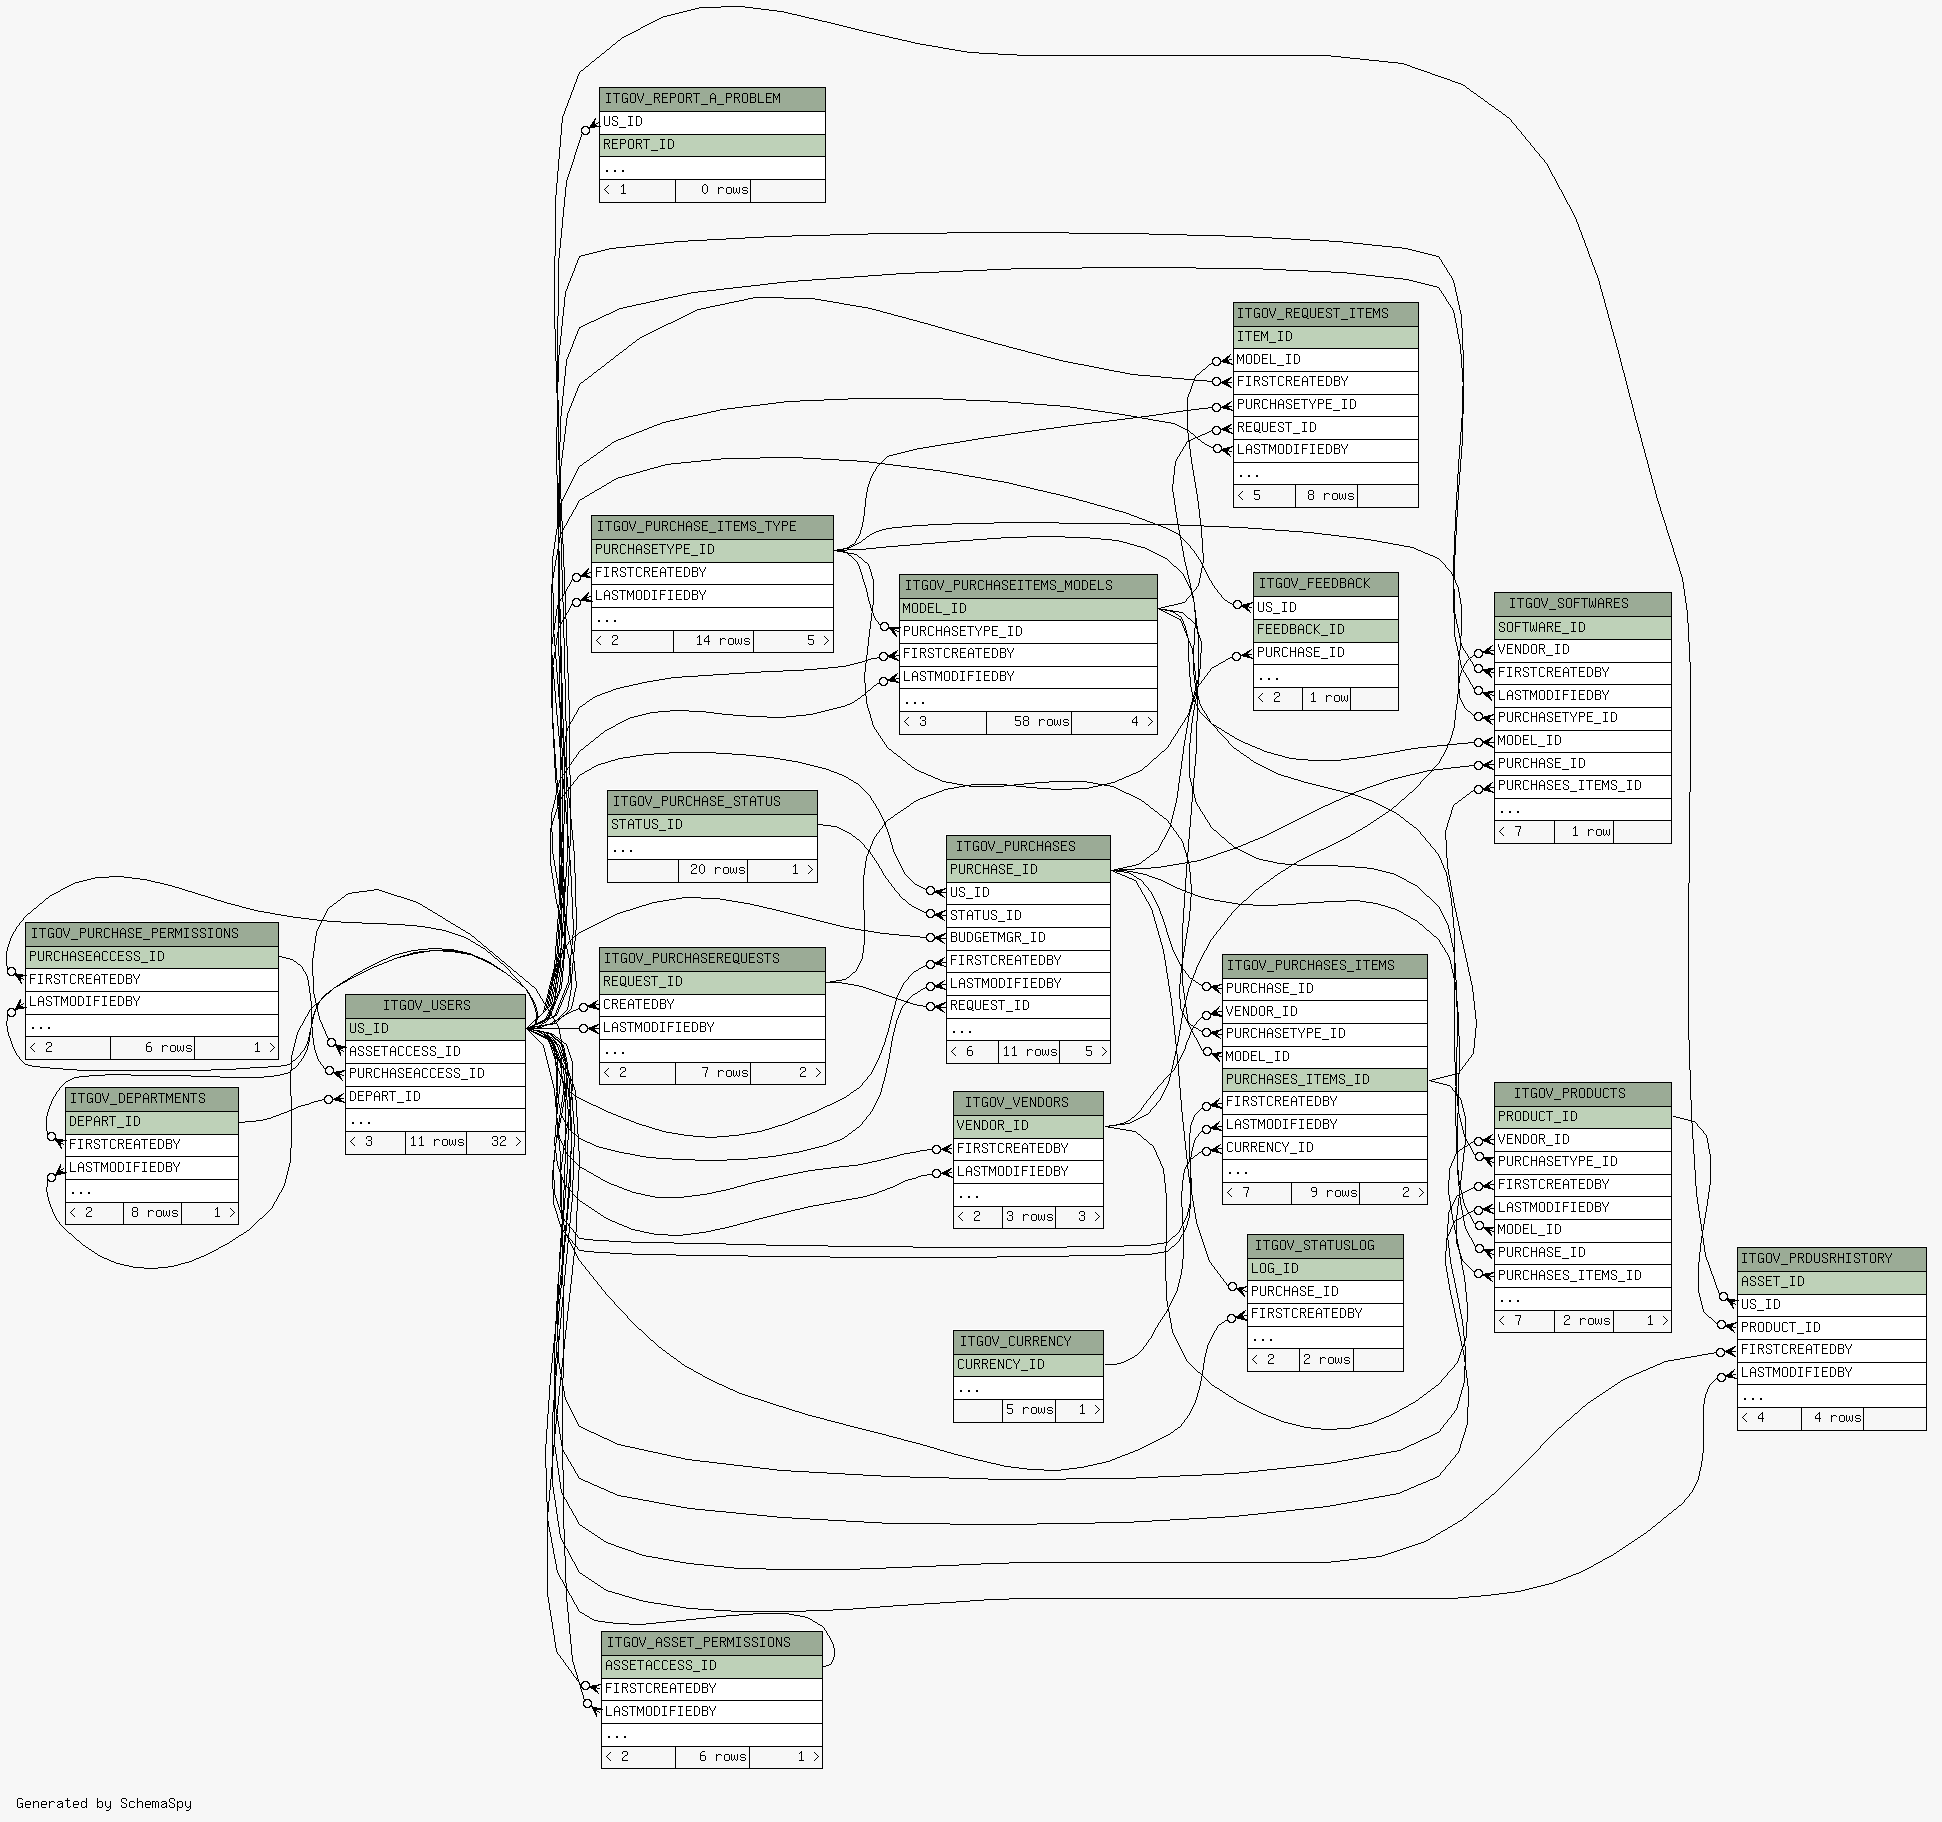 ITGOV_REPORT_A_PROBLEM
US_ID
REPORT_ID
...
< 1 0 rows
ITGOV_REQUEST_ITEMS
ITEM_ID
MODEL_ID
FIRSTCREATEDBY
PURCHASETYPE_ID
REQUEST_ID
LASTMODIFIEDBY
...
< 5 8 rows
ITGOV_PURCHASE_ITEMS_TYPE
PURCHASETYPE_ID
FIRSTCREATEDBY
LASTMODIFIEDBY
...
< 2 14 rows 5 >
ITGOV_PURCHASEITEMS_MODELS
MODEL_ID
PURCHASETYPE_ID
FIRSTCREATEDBY
LASTMODIFIEDBY
...
< 3 58 rows 4 >
ITGOV_FEEDBACK
US_ID
FEEDBACK_ID
PURCHASE_ID
...
< 2 1 row
ITGOV_SOFTWARES
SOFTWARE_ID
VENDOR_ID
FIRSTCREATEDBY
LASTMODIFIEDBY
PURCHASETYPE_ID
MODEL_ID
PURCHASE_ID
PURCHASES_ITEMS_ID
...
< 7 1 row
ITGOV_PURCHASE_STATUS
STATUS_ID
...
20 rows 1 >
ITGOV_PURCHASES
PURCHASE_ID
US_ID
STATUS_ID
BUDGETMGR_ID
FIRSTCREATEDBY
LASTMODIFIEDBY
REQUEST_ID
...
< 6 11 rows 5 >
ITGOV_PURCHASE_PERMISSIONS
PURCHASEACCESS_ID
FIRSTCREATEDBY
LASTMODIFIEDBY
...
< 2 6 rows 1 >
ITGOV_USERS
US_ID
ASSETACCESS_ID
PURCHASEACCESS_ID
DEPART_ID
...
< 3 11 rows 32 >
ITGOV_PURCHASEREQUESTS
REQUEST_ID
CREATEDBY
LASTMODIFIEDBY
...
< 2 7 rows 2 >
ITGOV_PURCHASES_ITEMS
PURCHASE_ID
VENDOR_ID
PURCHASETYPE_ID
MODEL_ID
PURCHASES_ITEMS_ID
FIRSTCREATEDBY
LASTMODIFIEDBY
CURRENCY_ID
...
< 7 9 rows 2 >
ITGOV_DEPARTMENTS
DEPART_ID
FIRSTCREATEDBY
LASTMODIFIEDBY
...
< 2 8 rows 1 >
ITGOV_VENDORS
VENDOR_ID
FIRSTCREATEDBY
LASTMODIFIEDBY
...
< 2 3 rows 3 >
ITGOV_PRODUCTS
PRODUCT_ID
VENDOR_ID
PURCHASETYPE_ID
FIRSTCREATEDBY
LASTMODIFIEDBY
MODEL_ID
PURCHASE_ID
PURCHASES_ITEMS_ID
...
< 7 2 rows 1 >
ITGOV_STATUSLOG
LOG_ID
PURCHASE_ID
FIRSTCREATEDBY
...
< 2 2 rows
ITGOV_PRDUSRHISTORY
ASSET_ID
US_ID
PRODUCT_ID
FIRSTCREATEDBY
LASTMODIFIEDBY
...
< 4 4 rows
ITGOV_CURRENCY
CURRENCY_ID
...
5 rows 1 >
ITGOV_ASSET_PERMISSIONS
ASSETACCESS_ID
FIRSTCREATEDBY
LASTMODIFIEDBY
...
< 2 6 rows 1 >
Generated by SchemaSpy